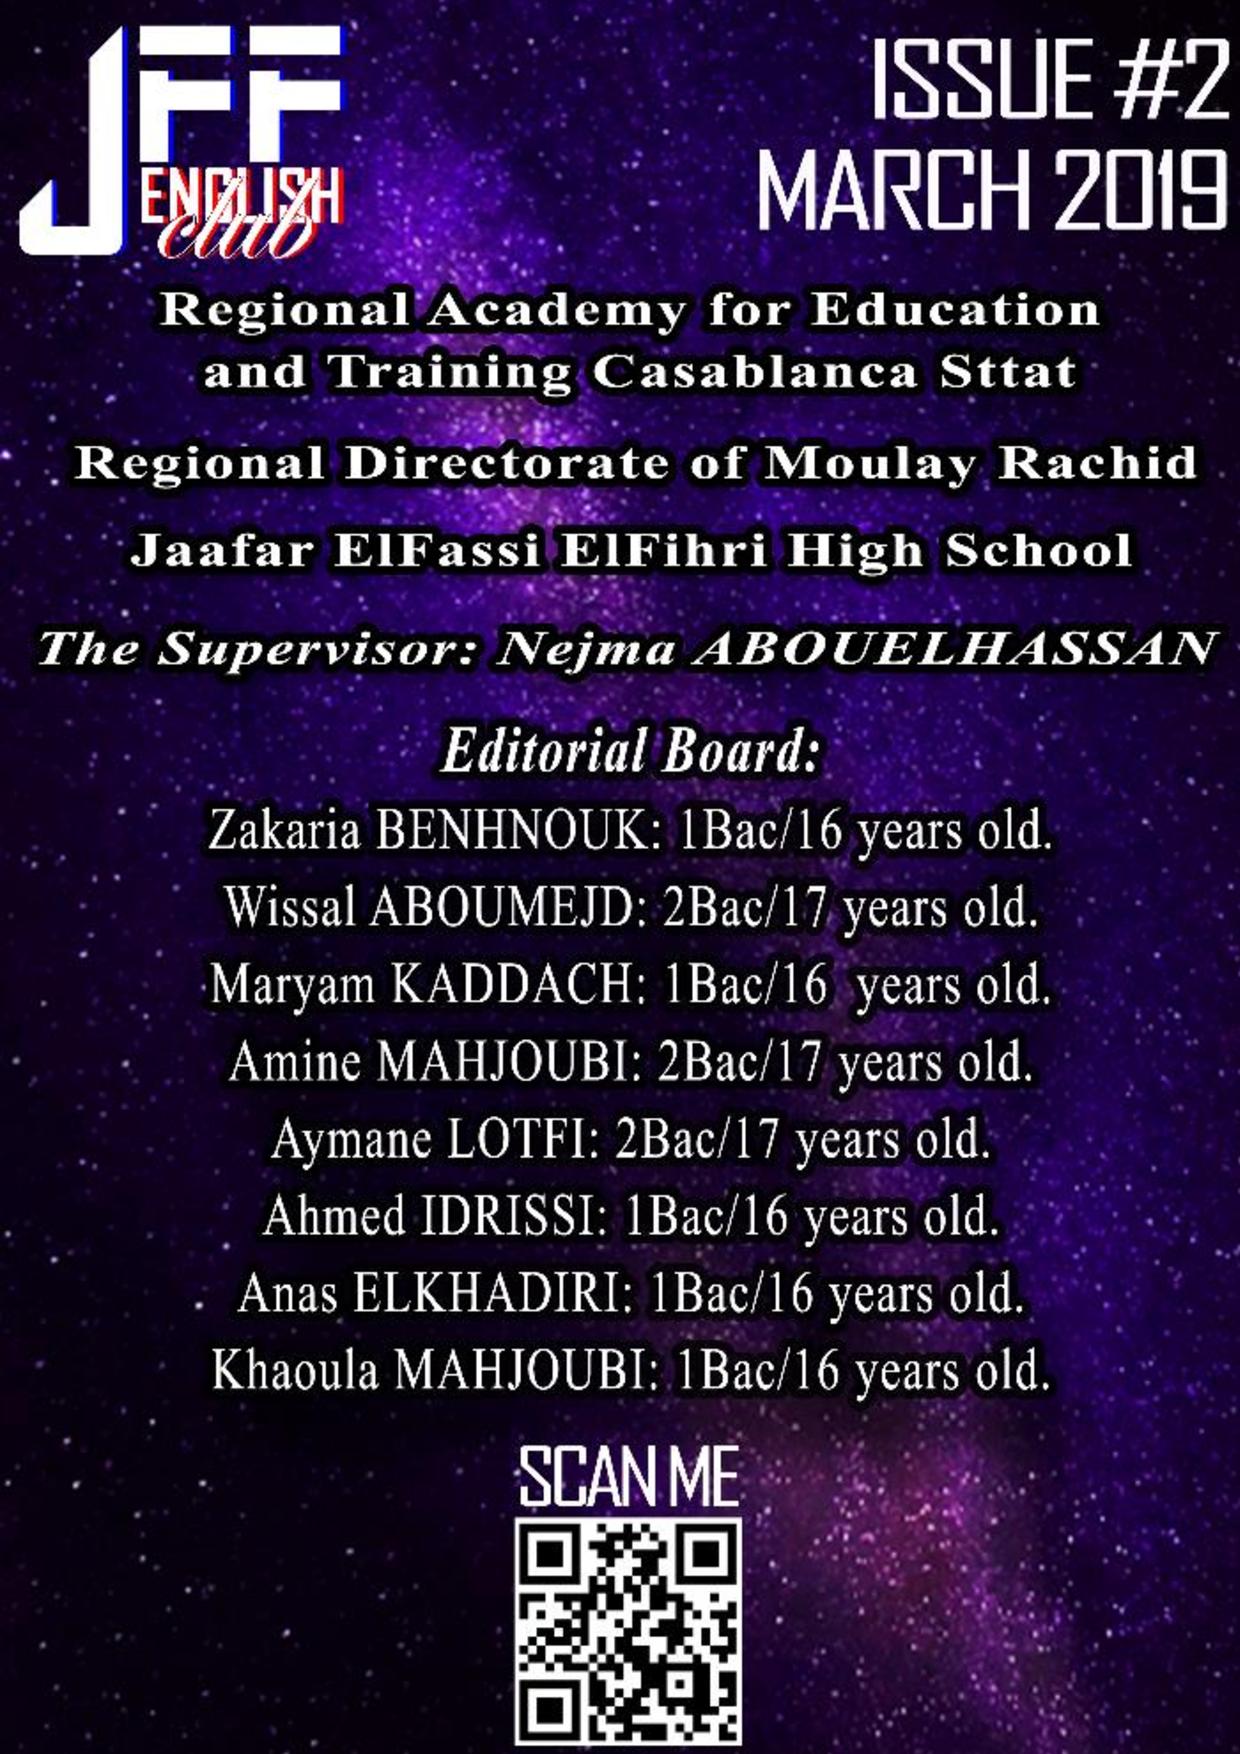 JFF
ENGLISH
club
ISSUE #2
MARCH 2019
Regional Academy for Education
and Training Casablanca Sttat
Regional Directorate of Moulay Rachid
Jaafar ElFassi ElFihri High School
The Supervisor: Nejma ABOUELHASSAN
Editorial Board:
Zakaria BENHNOUK: 1Bac/16 years old.
Wissal ABOUMEJD: 2Bac/17 years old.
Maryam KADDACH: 1Bac/16 years old.
Amine MAHJOUBI: 2Bac/17 years old.
Aymane LOTFI: 2Bac/17 years old.
Ahmed IDRISSI: 1Bac/16 years old.
Anas ELKHADIRI: 1Bac/16 years old.
Khaoula MAHJOUBI: 1Bac/16 years old.
SCAN ME